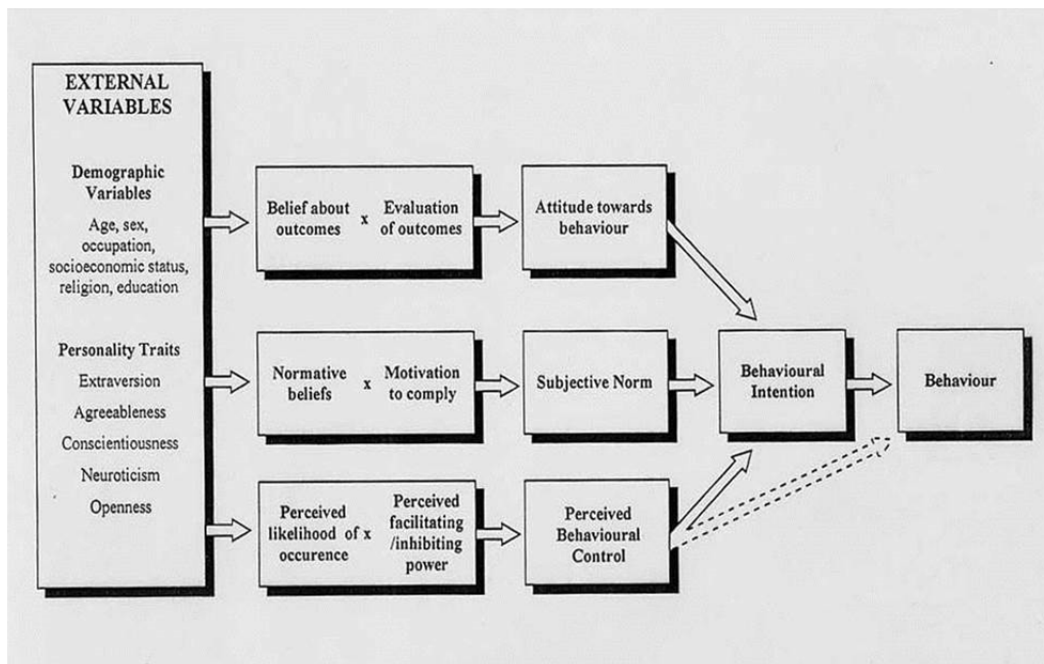 EXTERNAL
VARIABLES
Demographic
Variables
Age, sex,
occupation,
socioeconomic status,
religion, education
Personality Traits
Extraversion
Agreeableness
Conscientiousness
Neuroticism
Openness
Belief about
outcomes
x
Evaluation
of outcomes
Attitude towards
behaviour
Normative
beliefs
x
Motivation
to comply
Subjective Norm
Behavioural
Intention
Behaviour
Perceived
likelihood of
occurence
x
Perceived
facilitating
/inhibiting
power
Perceived
Behavioural
Control